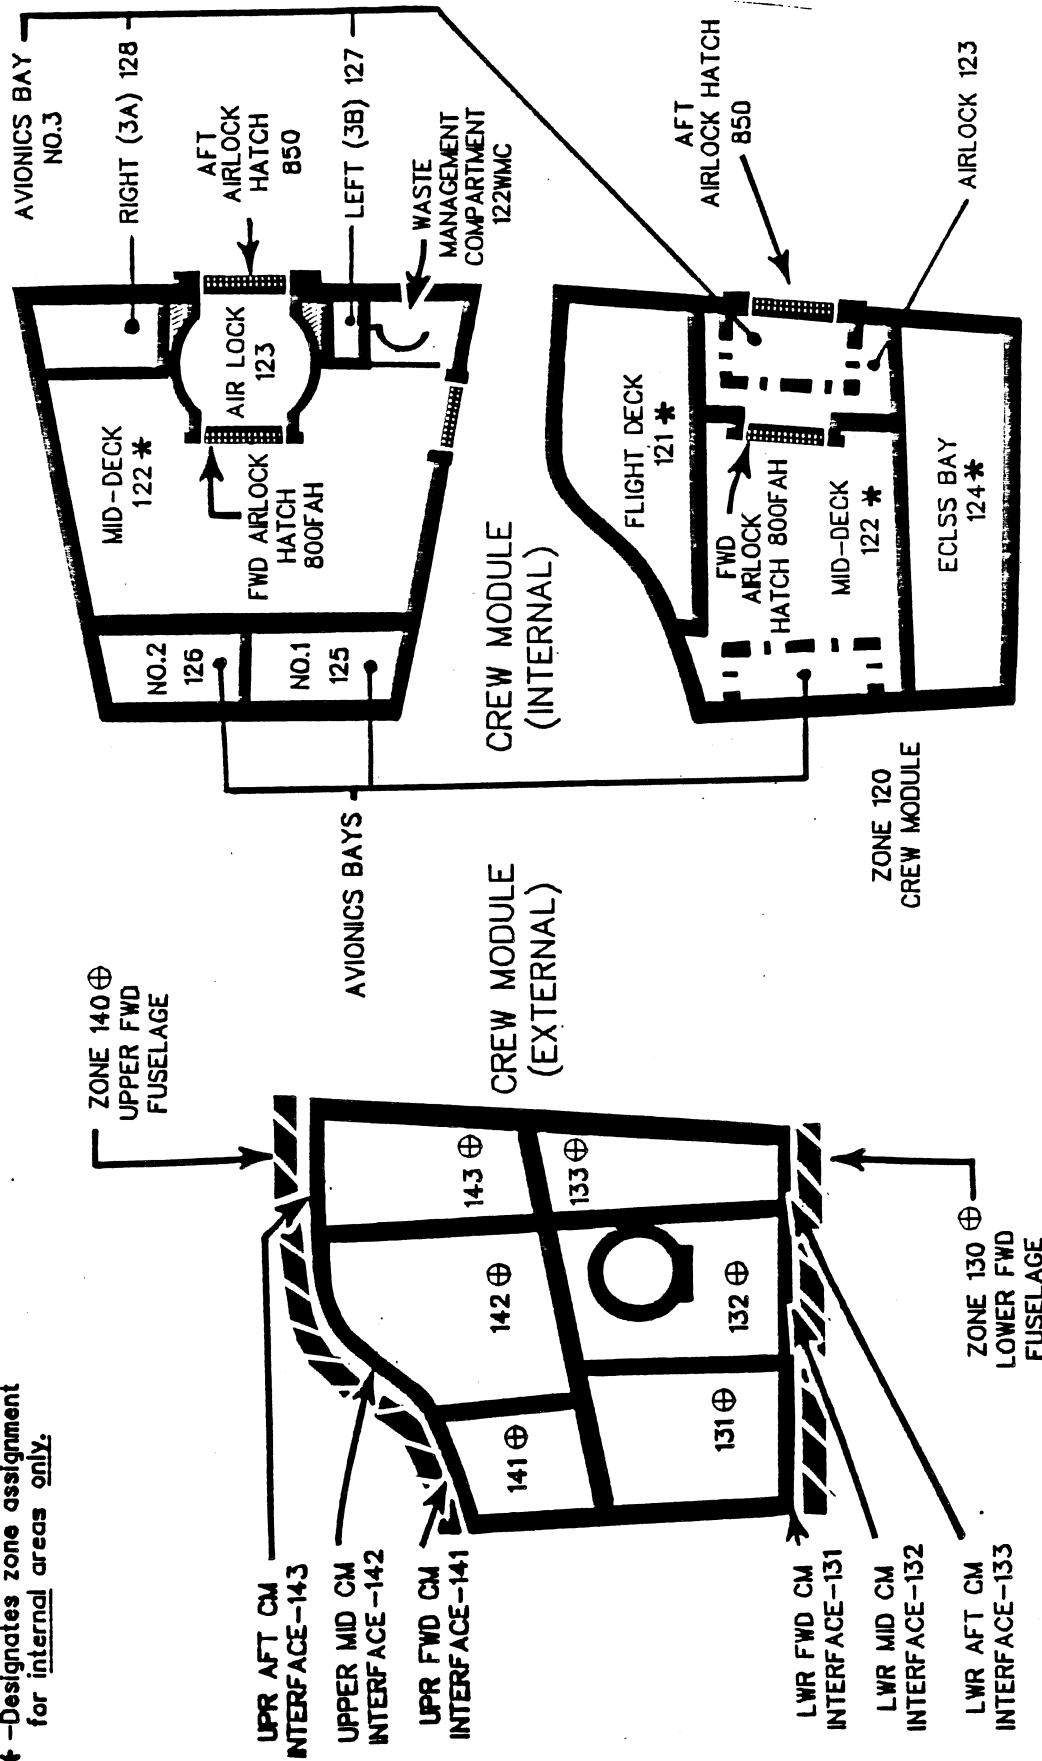 * -Designates zone assignment
for internal areas only.
ZONE 140 ⊕
UPPER FWD
FUSELAGE
UPR AFT CM
INTERFACE-143
UPPER MID CM
INTERFACE-142
UPR FWD CM
INTERFACE-141
143 ⊕
142 ⊕
141 ⊕
133 ⊕
132 ⊕
131 ⊕
LWR FWD CM
INTERFACE-131
LWR MID CM
INTERFACE-132
LWR AFT CM
INTERFACE-133
ZONE 130 ⊕
LOWER FWD
FUSELAGE
CREW MODULE
(EXTERNAL)
AVIONICS BAY
NO.3
RIGHT (3A) 128
AFT
AIRLOCK
HATCH
850
LEFT (3B) 127
WASTE
MANAGEMENT
COMPARTMENT
122WMC
MID-DECK
122 *
AIR LOCK
123
FWD AIRLOCK
HATCH
800FAH
NO.2
126
NO.1
125
AVIONICS BAYS
CREW MODULE
(INTERNAL)
AFT
AIRLOCK HATCH
850
AIRLOCK 123
FLIGHT DECK
121 *
FWD
AIRLOCK
HATCH 800FAH
MID-DECK
122 *
ECLSS BAY
124 *
ZONE 120
CREW MODULE